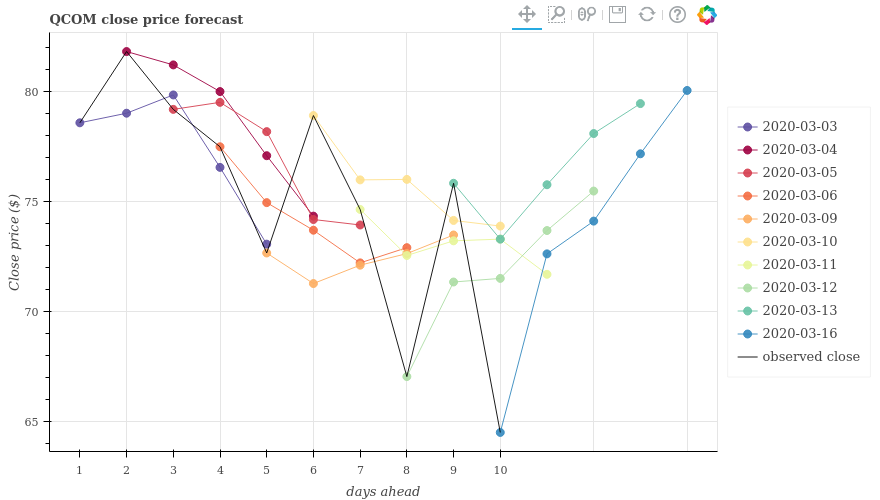 QCOM close price forecast
Close price ($)
80
75
70
65
1 2 3 4 5 6 7 8 9 10
days ahead
2020-03-03
2020-03-04
2020-03-05
2020-03-06
2020-03-09
2020-03-10
2020-03-11
2020-03-12
2020-03-13
2020-03-16
observed close